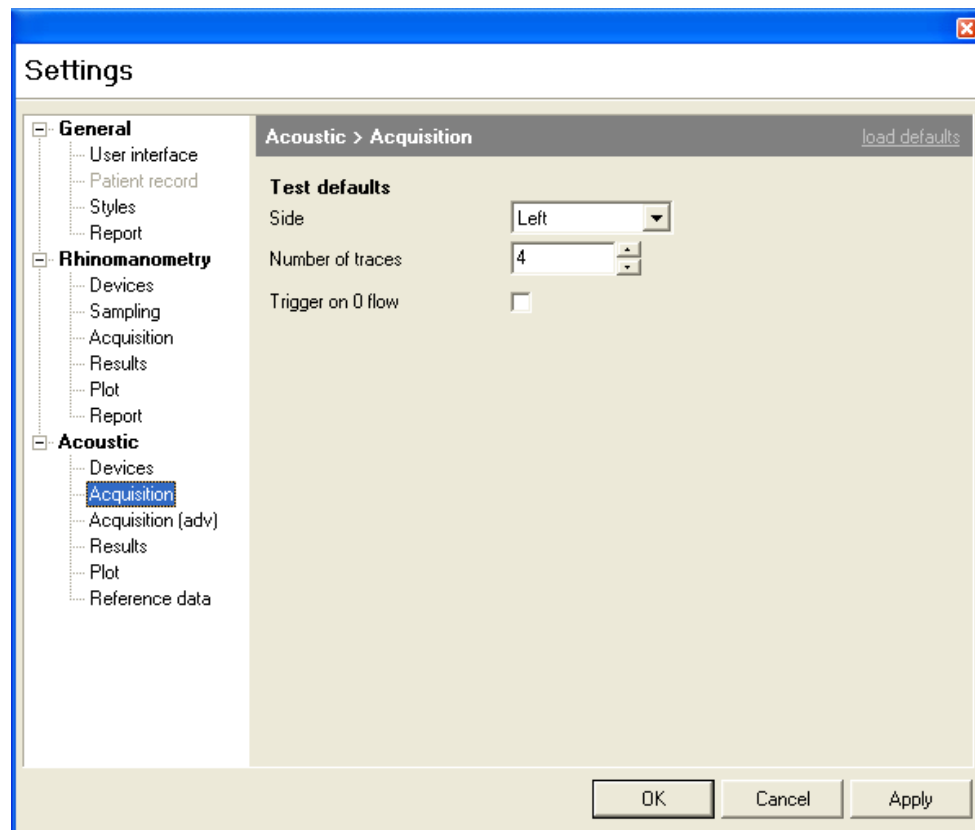 Settings
General
User interface
Patient record
Styles
Report
Rhinomanometry
Devices
Sampling
Acquisition
Results
Plot
Report
Acoustic
Devices
Acquisition
Acquisition (adv)
Results
Plot
Reference data
Acoustic > Acquisition load defaults
Test defaults
Side Left
Number of traces 4
Trigger on 0 flow
OK Cancel Apply